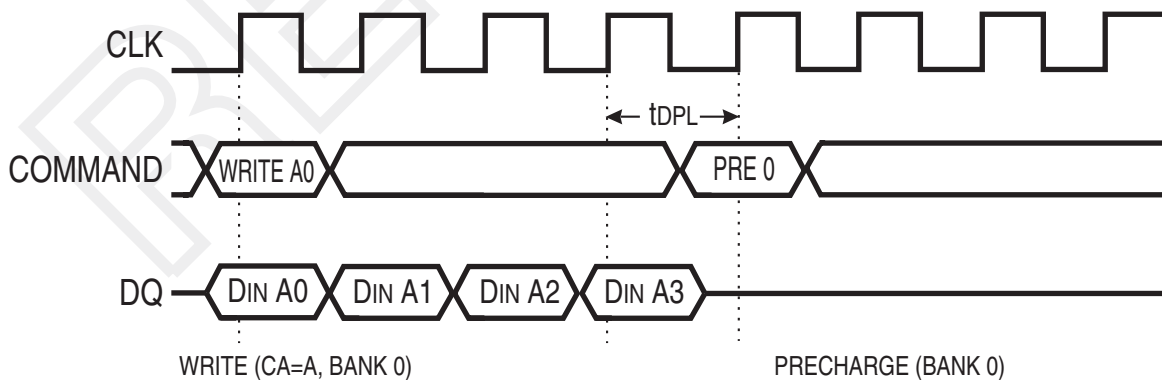 CLK
tDPL
COMMAND WRITE A0 PRE 0
DQ DIN A0 DIN A1 DIN A2 DIN A3
WRITE (CA=A, BANK 0) PRECHARGE (BANK 0)